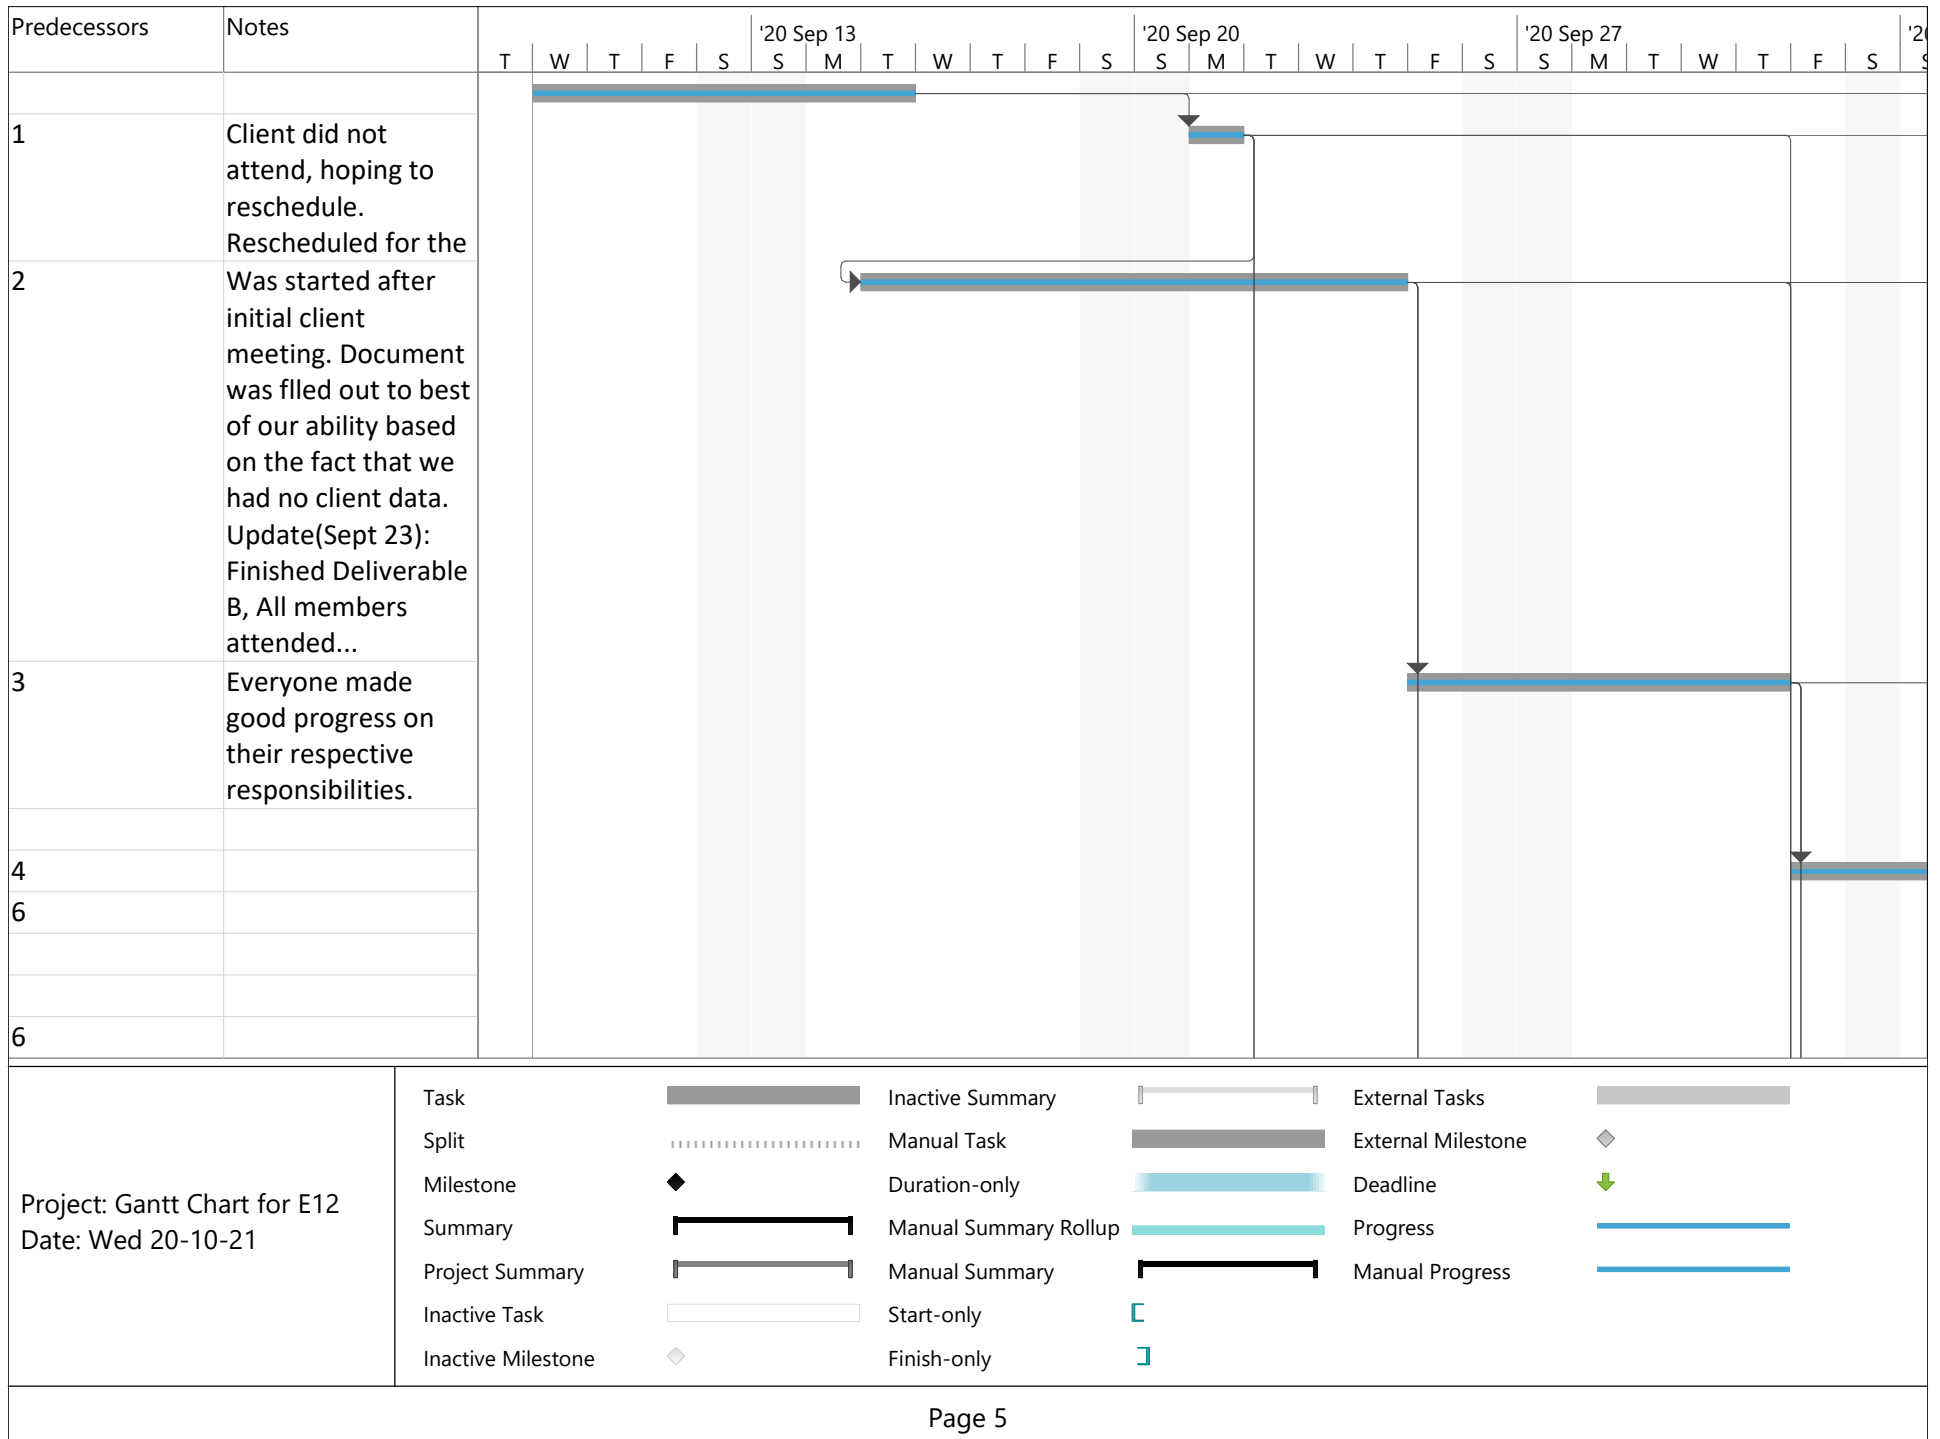 Predecessors Notes
'20 Sep 13 '20 Sep 20 '20 Sep 27
T W T F S S M T W T F S S M T W T F S S M T W T F S
1 Client did not
attend, hoping to
reschedule.
Rescheduled for the
2 Was started after
initial client
meeting. Document
was flled out to best
of our ability based
on the fact that we
had no client data.
Update(Sept 23):
Finished Deliverable
B, All members
attended...
3 Everyone made
good progress on
their respective
responsibilities.
4
6
6
Project: Gantt Chart for E12
Date: Wed 20-10-21
Task Inactive Summary External Tasks
Split Manual Task External Milestone
Milestone Duration-only Deadline
Summary Manual Summary Rollup Progress
Project Summary Manual Summary Manual Progress
Inactive Task Start-only
Inactive Milestone Finish-only
Page 5